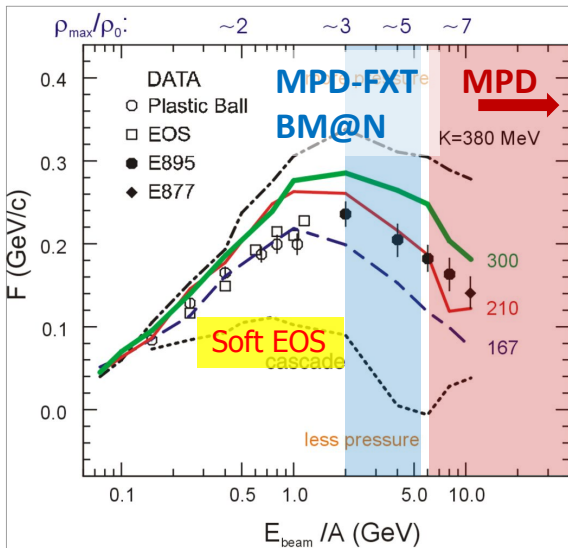 ρmax/ρ0: ~2 ~3 ~5 ~7
0.4
0.3
0.2
0.1
0.0
F (GeV/c)
DATA
Plastic Ball
EOS
E895
E877
more pressure
MPD-FXT
BM@N
MPD
K=380 MeV
300
210
167
Soft EOS
cascade
less pressure
0.1 0.5 1.0 5.0 10.0
Ebeam/A (GeV)